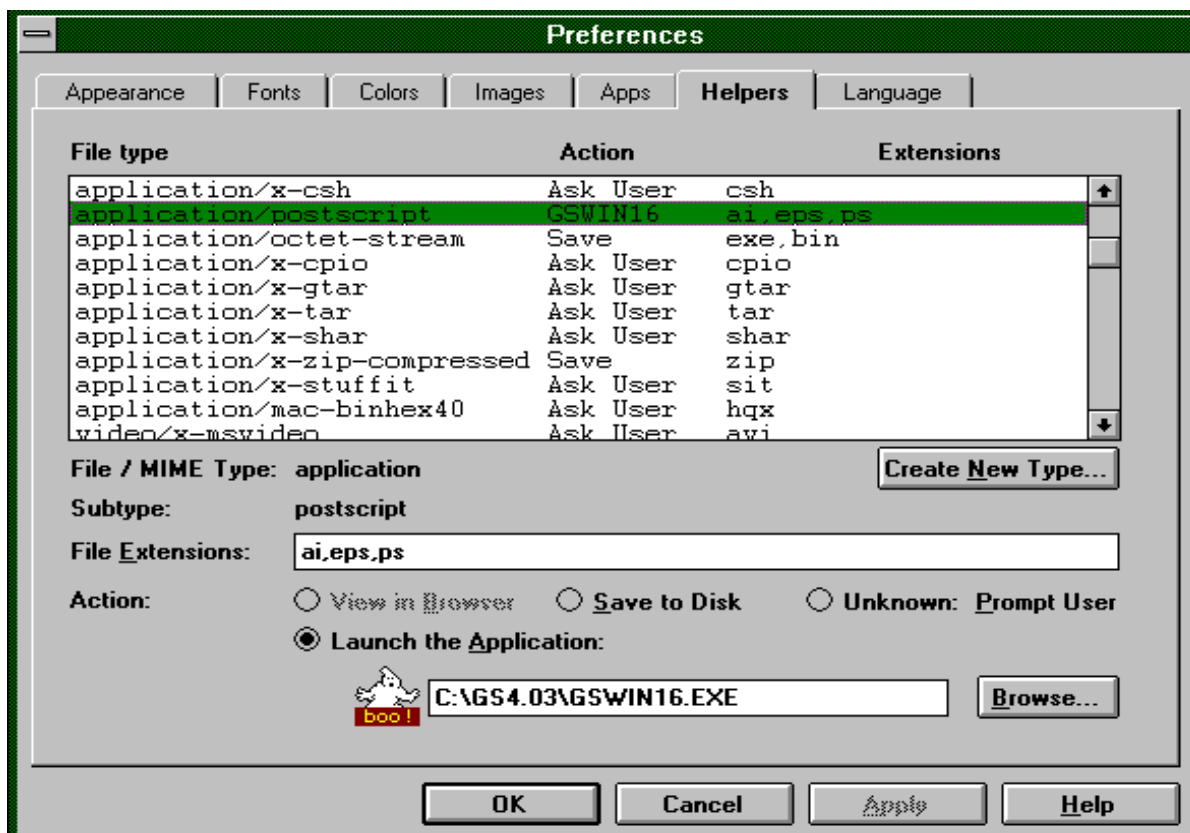 Preferences
Appearance Fonts Colors Images Apps Helpers Language
File type Action Extensions
application/x-csh Ask User csh
application/postscript GSWIN16 ai,eps,ps
application/octet-stream Save exe,bin
application/x-cpio Ask User cpio
application/x-gtar Ask User gtar
application/x-tar Ask User tar
application/x-shar Ask User shar
application/x-zip-compressed Save zip
application/x-stuffit Ask User sit
application/mac-binhex40 Ask User hqx
video/x-msvideo Ask User avi
File / MIME Type: application Create New Type...
Subtype: postscript
File Extensions: ai,eps,ps
Action: View in Browser Save to Disk Unknown: Prompt User
Launch the Application:
boo! C:\GS4.03\GSWIN16.EXE Browse...
OK Cancel Apply Help